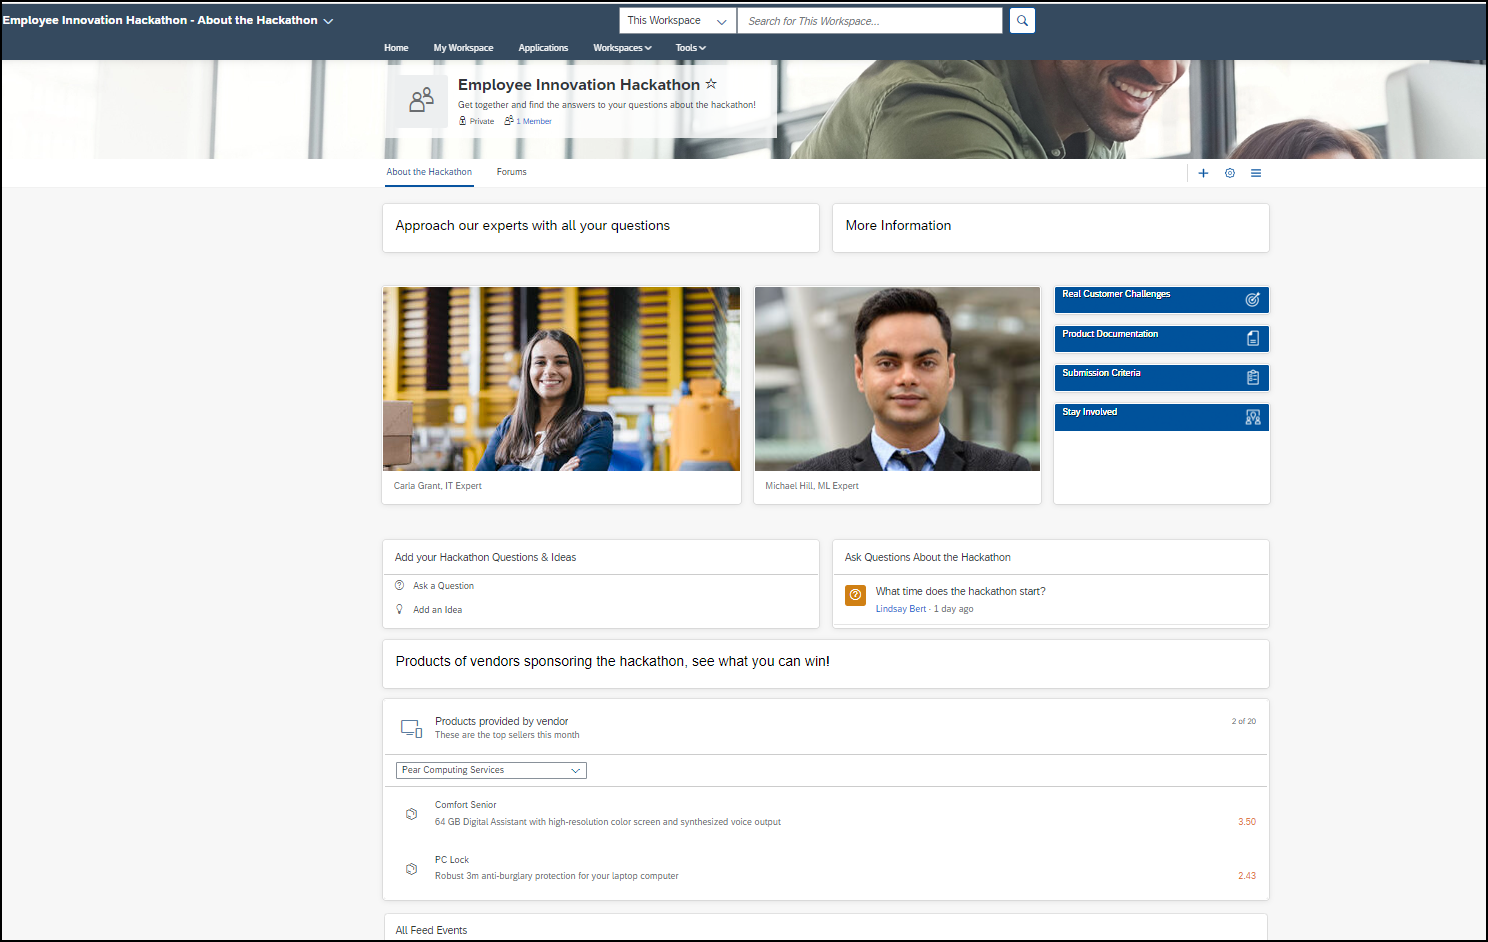 Employee Innovation Hackathon - About the Hackathon
This Workspace
Search for This Workspace...
Home
My Workspace
Applications
Workspaces
Tools
Employee Innovation Hackathon
Get together and find the answers to your questions about the hackathon!
Private
1 Member
About the Hackathon
Forums
Approach our experts with all your questions
More Information
Carla Grant, IT Expert
Michael Hill, ML Expert
Real Customer Challenges
Product Documentation
Submission Criteria
Stay Involved
Add your Hackathon Questions & Ideas
Ask a Question
Add an Idea
Ask Questions About the Hackathon
What time does the hackathon start?
Lindsay Bert · 1 day ago
Products of vendors sponsoring the hackathon, see what you can win!
Products provided by vendor
2 of 20
These are the top sellers this month
Pear Computing Services
Comfort Senior
64 GB Digital Assistant with high-resolution color screen and synthesized voice output
3.50
PC Lock
Robust 3m anti-burglary protection for your laptop computer
2.43
All Feed Events